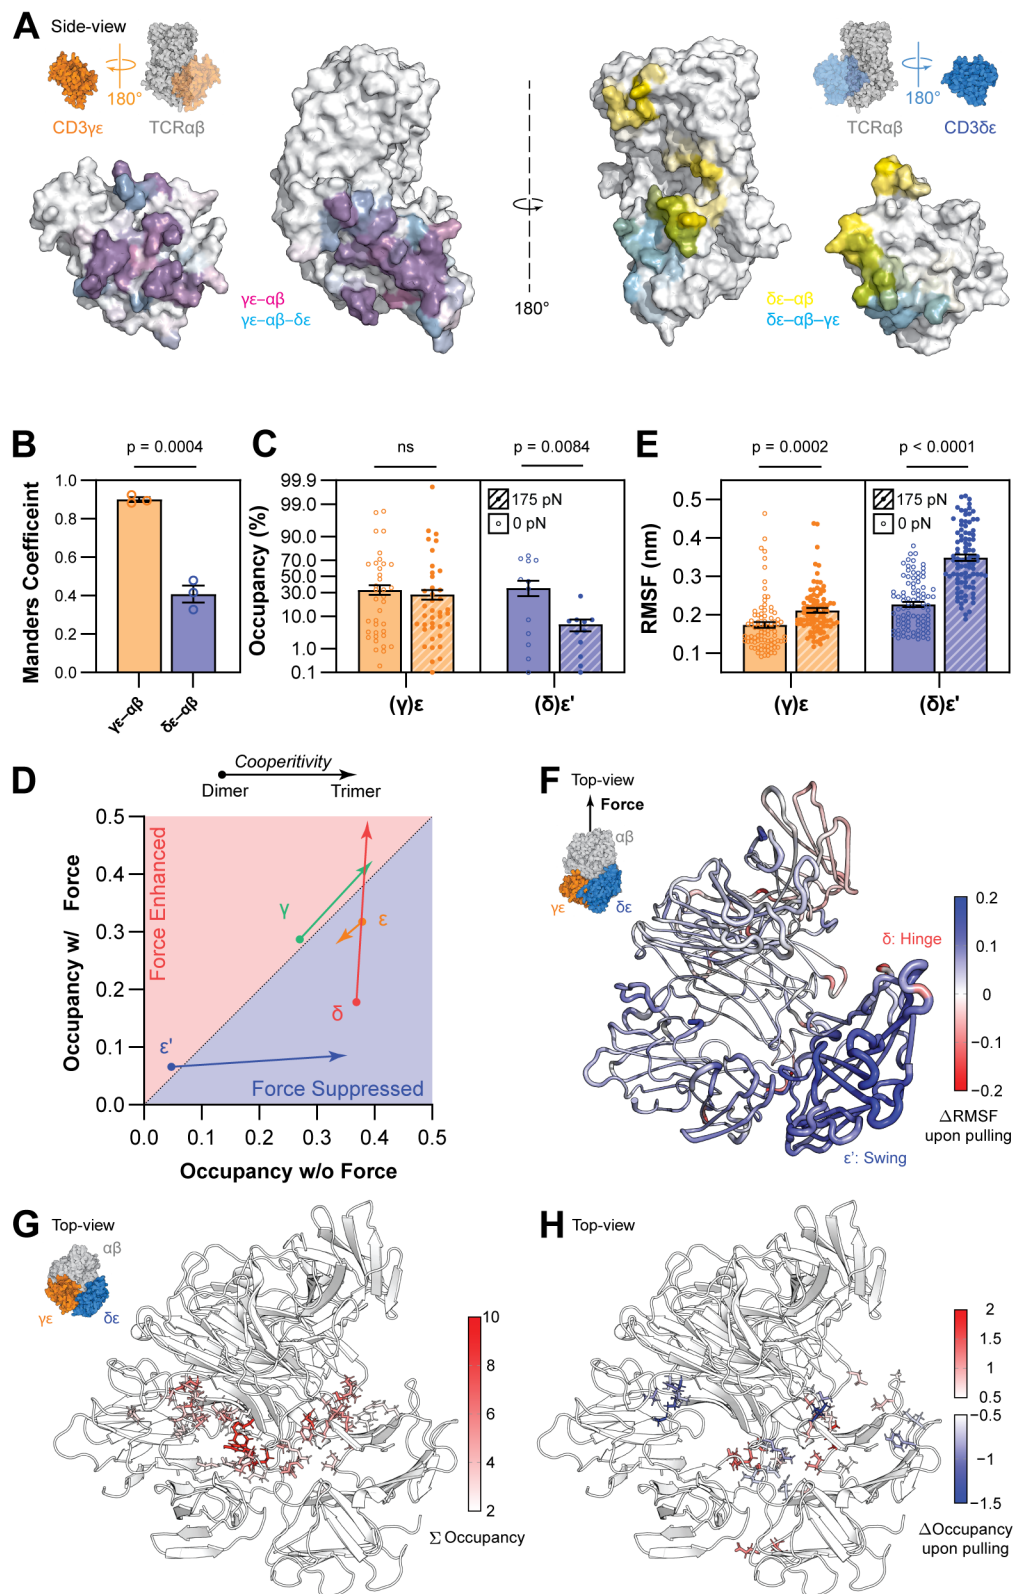 A
Side-view
180°
CD3γε
TCRαβ
γε–αβ
γε–αβ–δε
180°
180°
TCRαβ
CD3δε
δε–αβ
δε–αβ–γε
B
p = 0.0004
Manders Coefficeint
1.0
0.8
0.6
0.4
0.2
0.0
γε–αβ
δε–αβ
C
ns
p = 0.0084
Occupancy (%)
99.9
99.0
90.0
70.0
50.0
30.0
10.0
1.0
0.1
175 pN
0 pN
(γ)ε
(δ)ε'
E
p = 0.0002
p < 0.0001
RMSF (nm)
0.5
0.4
0.3
0.2
0.1
175 pN
0 pN
(γ)ε
(δ)ε'
D
Cooperitivity
Dimer
Trimer
Occupancy w/ Force
0.5
0.4
0.3
0.2
0.1
0.0
Force Enhanced
γ
ε
δ
ε'
Force Suppressed
0.0
0.1
0.2
0.3
0.4
0.5
Occupancy w/o Force
F
Top-view
Force
αβ
γε
δε
δ: Hinge
ε': Swing
0.2
0.1
0
−0.1
−0.2
ΔRMSF
upon pulling
G
Top-view
αβ
γε
δε
10
8
6
4
2
Σ Occupancy
H
Top-view
2
1.5
1
0.5
−0.5
−1
−1.5
ΔOccupancy
upon pulling